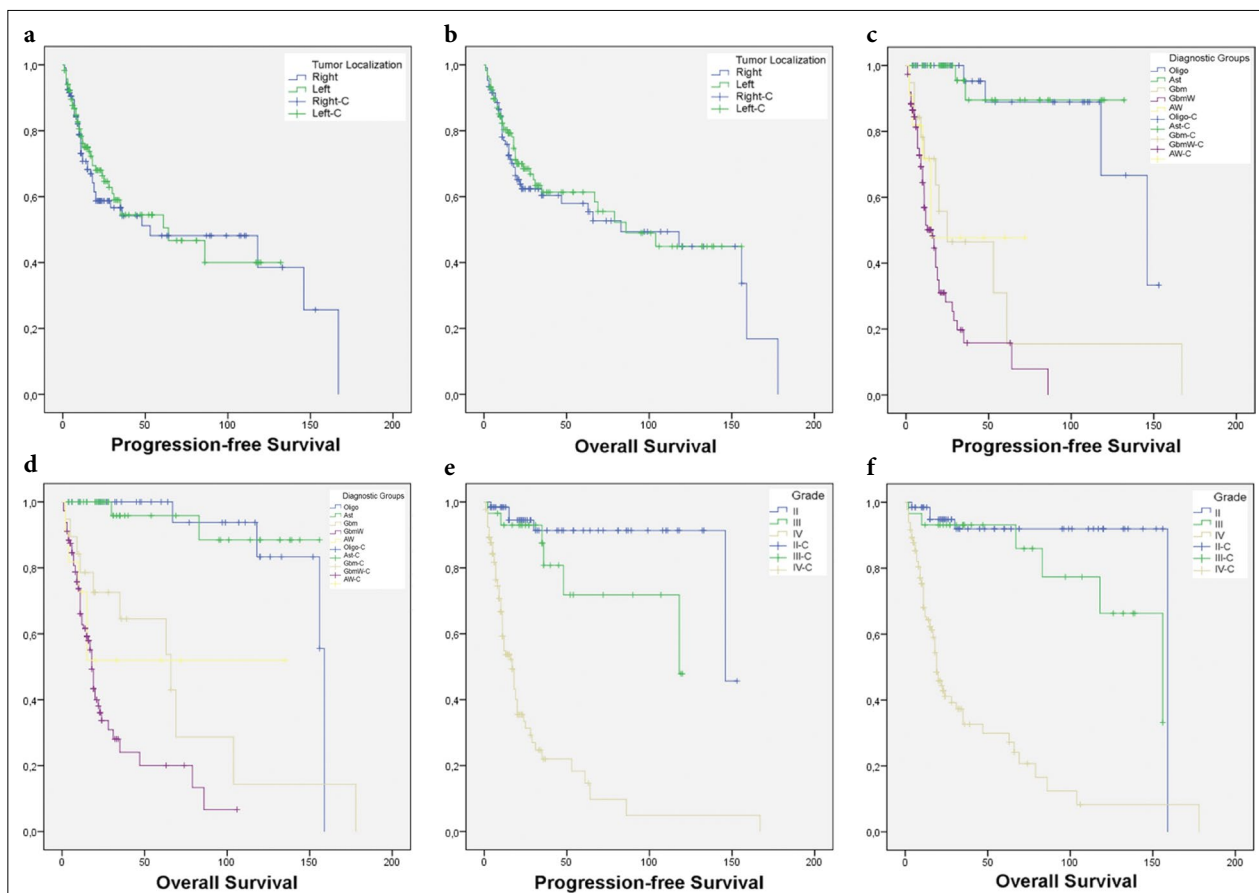 a
Tumor Localization
Right
Left
Right-C
Left-C
1,0
0,8
0,6
0,4
0,2
0,0
0 50 100 150 200
Progression-free Survival
b
Tumor Localization
Right
Left
Right-C
Left-C
1,0
0,8
0,6
0,4
0,2
0,0
0 50 100 150 200
Overall Survival
c
Diagnostic Groups
Oligo
Ast
Gbm
GbmW
AW
Oligo-C
Ast-C
Gbm-C
GbmW-C
AW-C
1,0
0,8
0,6
0,4
0,2
0,0
0 50 100 150 200
Progression-free Survival
d
Diagnostic Groups
Oligo
Ast
Gbm
GbmW
AW
Oligo-C
Ast-C
Gbm-C
GbmW-C
AW-C
1,0
0,8
0,6
0,4
0,2
0,0
0 50 100 150 200
Overall Survival
e
Grade
II
III
IV
II-C
III-C
IV-C
1,0
0,8
0,6
0,4
0,2
0,0
0 50 100 150 200
Progression-free Survival
f
Grade
II
III
IV
II-C
III-C
IV-C
1,0
0,8
0,6
0,4
0,2
0,0
0 50 100 150 200
Overall Survival